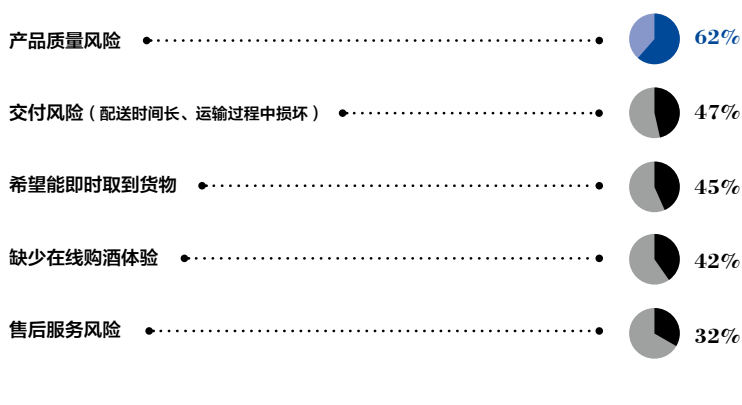 产品质量风险 62%
交付风险(配送时间长、运输过程中损坏) 47%
希望能即时取到货物 45%
缺少在线购酒体验 42%
售后服务风险 32%